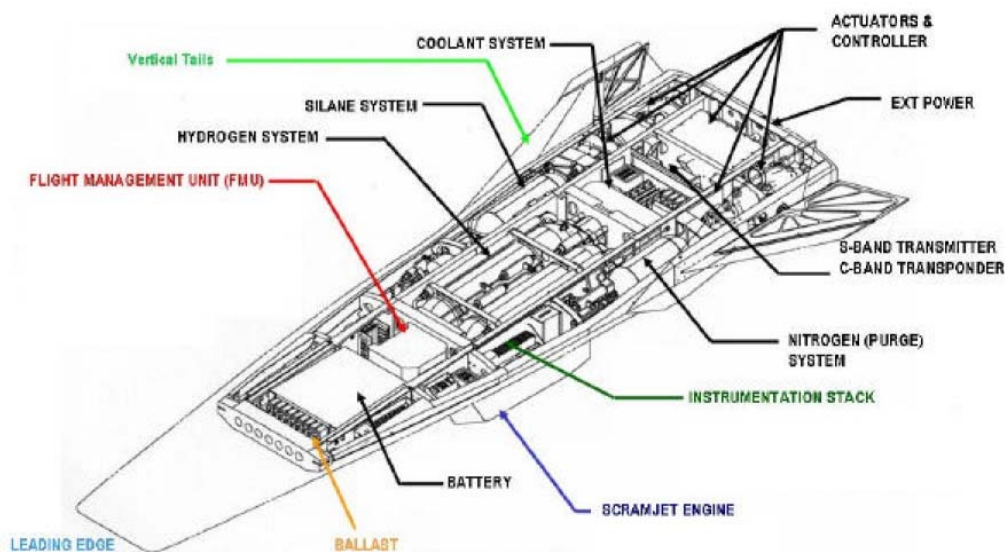 ACTUATORS &
CONTROLLER
COOLANT SYSTEM
Vertical Tails
SILANE SYSTEM
EXT POWER
HYDROGEN SYSTEM
FLIGHT MANAGEMENT UNIT (FMU)
S-BAND TRANSMITTER
C-BAND TRANSPONDER
NITROGEN (PURGE)
SYSTEM
INSTRUMENTATION STACK
BATTERY
SCRAMJET ENGINE
LEADING EDGE
BALLAST